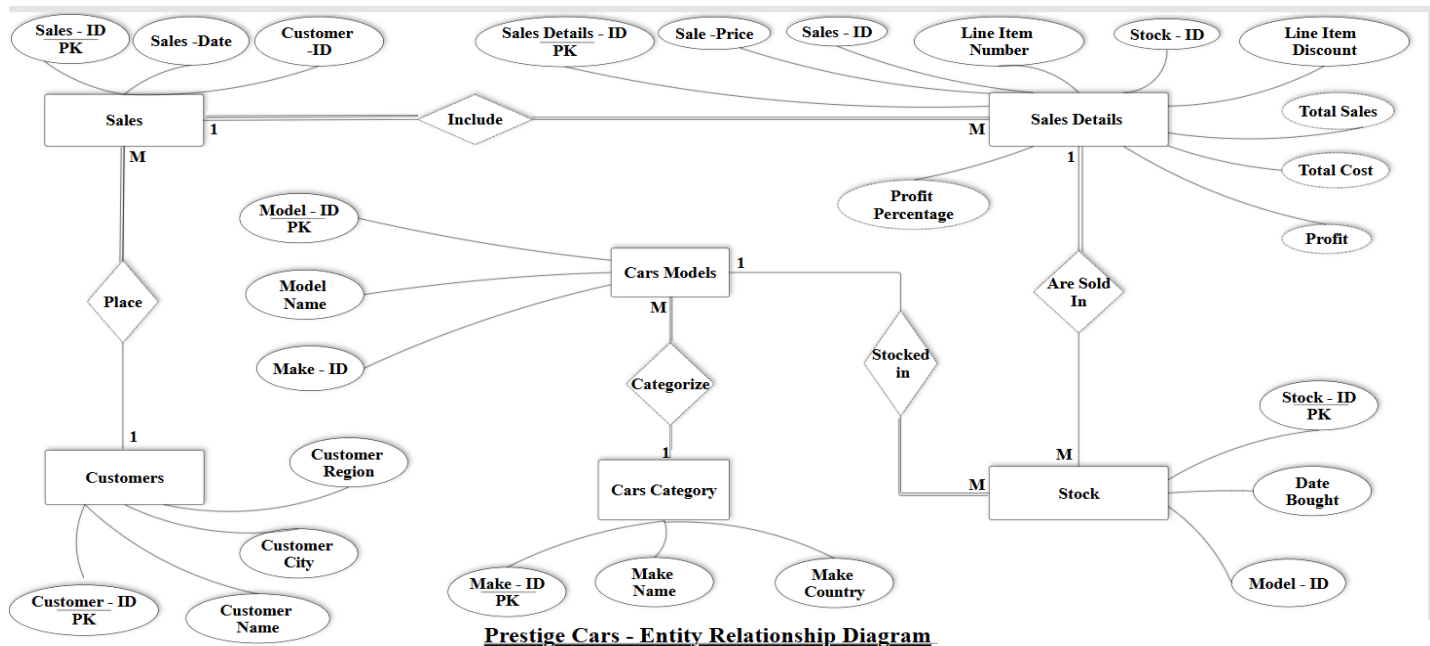 Sales - ID
PK
Sales -Date
Customer
-ID
Sales Details - ID
PK
Sale -Price
Sales - ID
Line Item
Number
Stock - ID
Line Item
Discount
Sales
1
Include
M
Sales Details
Total Sales
M
1
Total Cost
Profit
Percentage
Profit
Model - ID
PK
Cars Models
1
Model
Name
M
Are Sold
In
Place
Make - ID
Categorize
Stocked
in
Stock - ID
PK
1
Customers
Customer
Region
1
Cars Category
M
M
Stock
Date
Bought
Customer
City
Make - ID
PK
Make
Name
Make
Country
Model - ID
Customer - ID
PK
Customer
Name
Prestige Cars - Entity Relationship Diagram